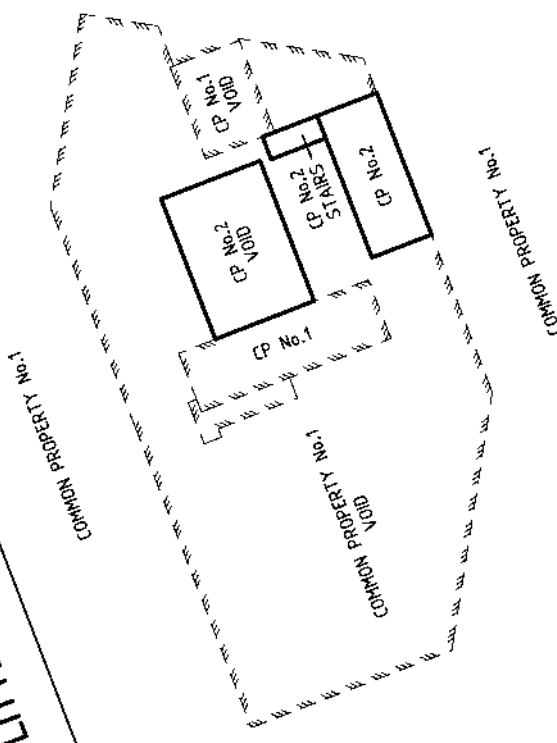 CP No.1
VOID
CP No.2
STAIRS
CP No.2
CP No.2
VOID
CP No.1
COMMON PROPERTY No.1
COMMON PROPERTY No.1
COMMON PROPERTY No.1
VOID